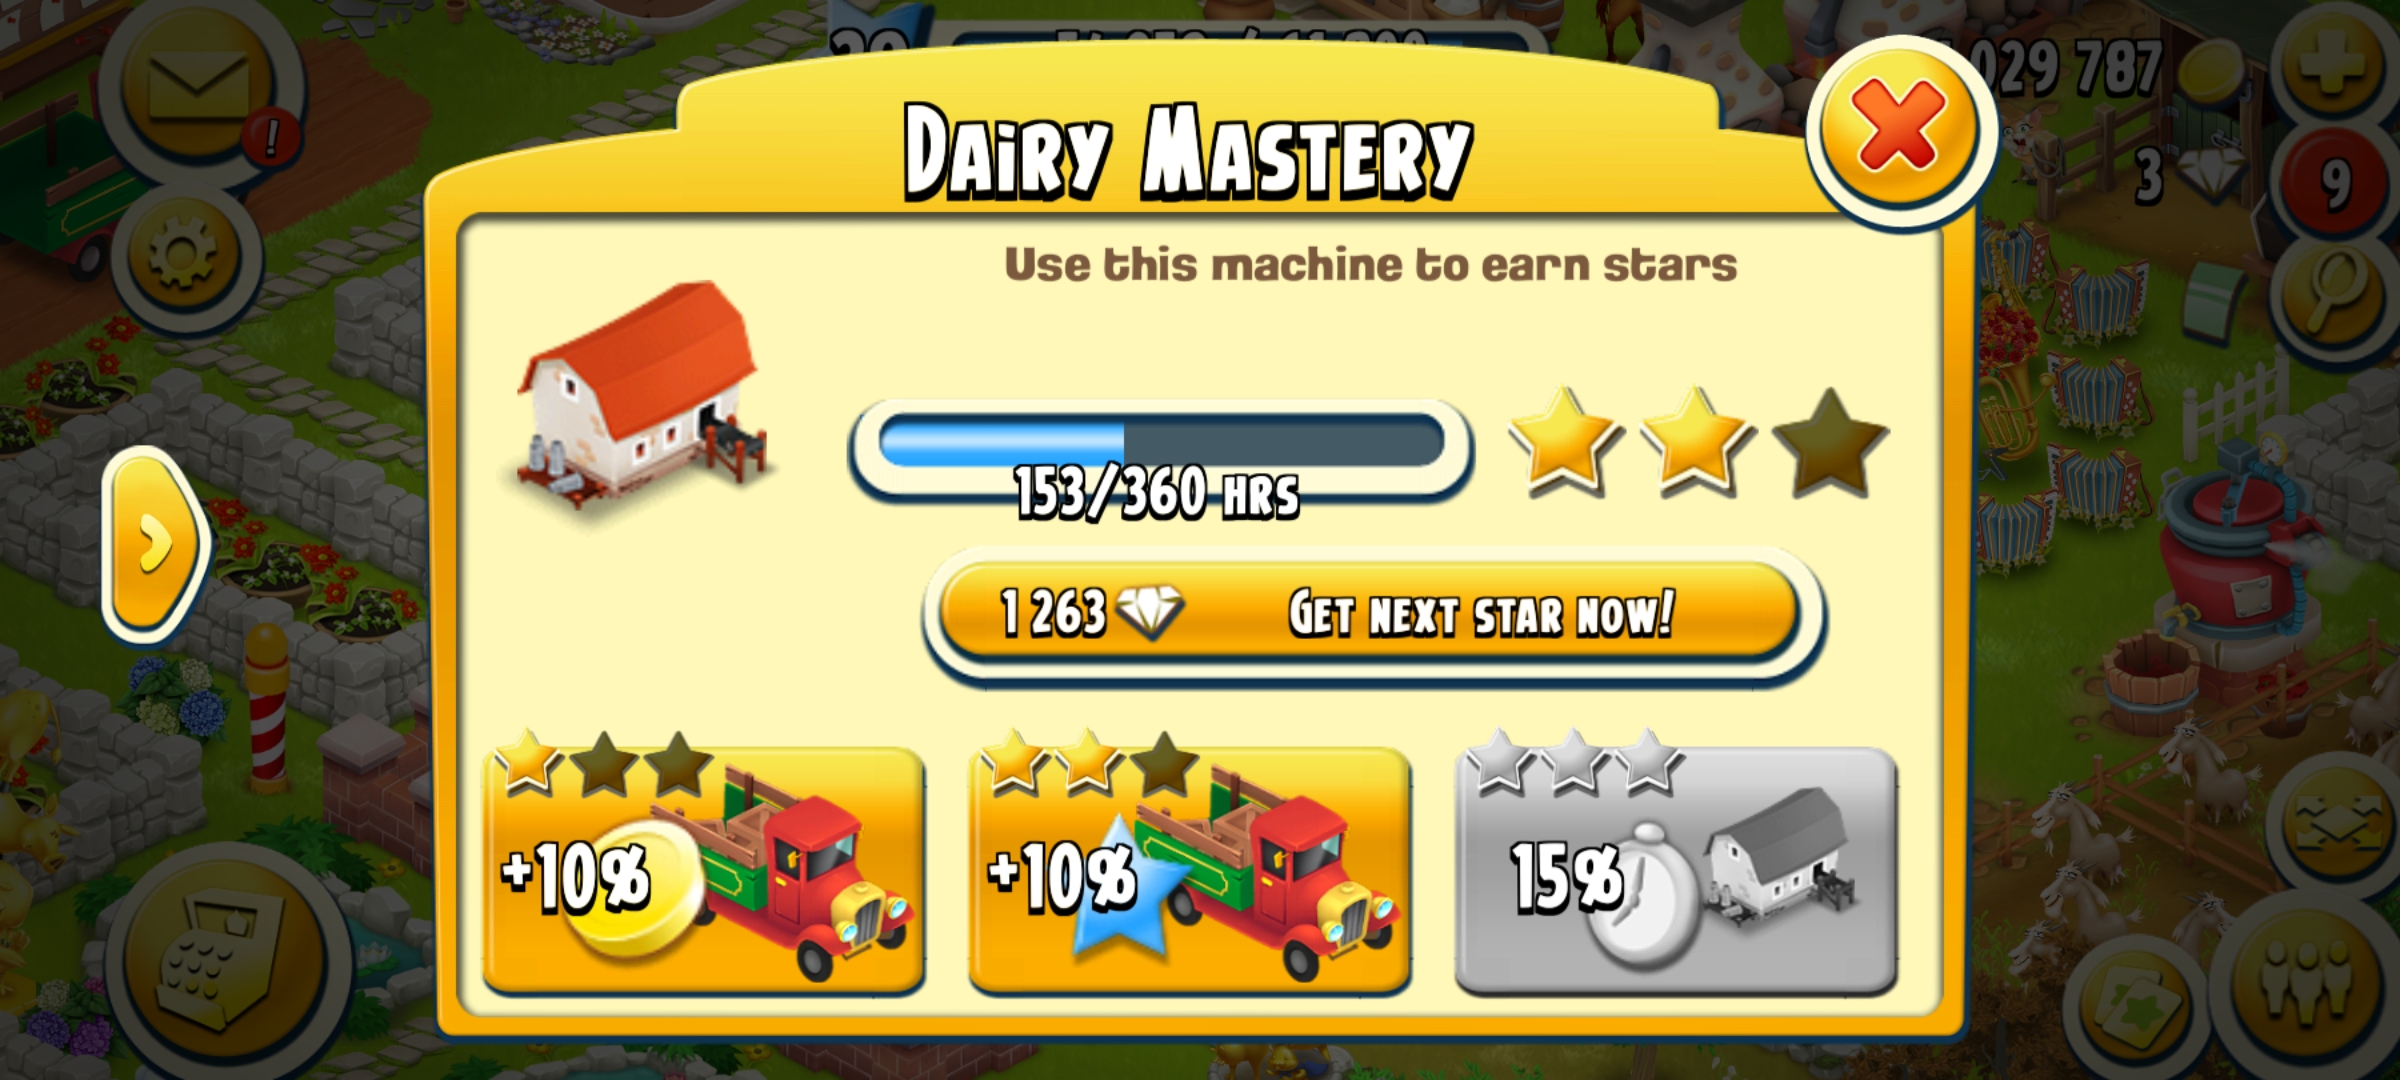 029 787
DAiRY MASTERY
!
3
9
Use this machine to earn stars
153/360 HRS
1 263 GET NEXT STAR NOW!
+10%
+10%
15%